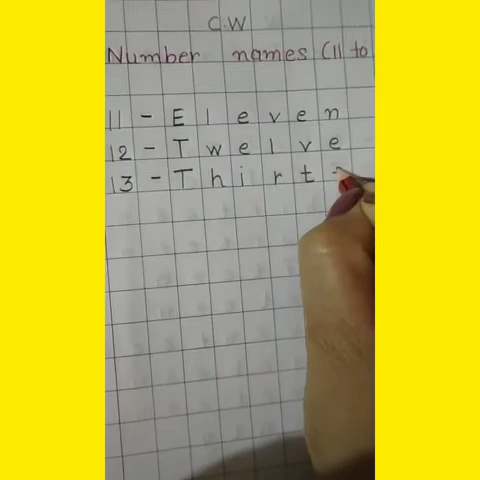 C.W
Number names (11 to
11 - Eleven
12 - Twelve
13 - Thirt